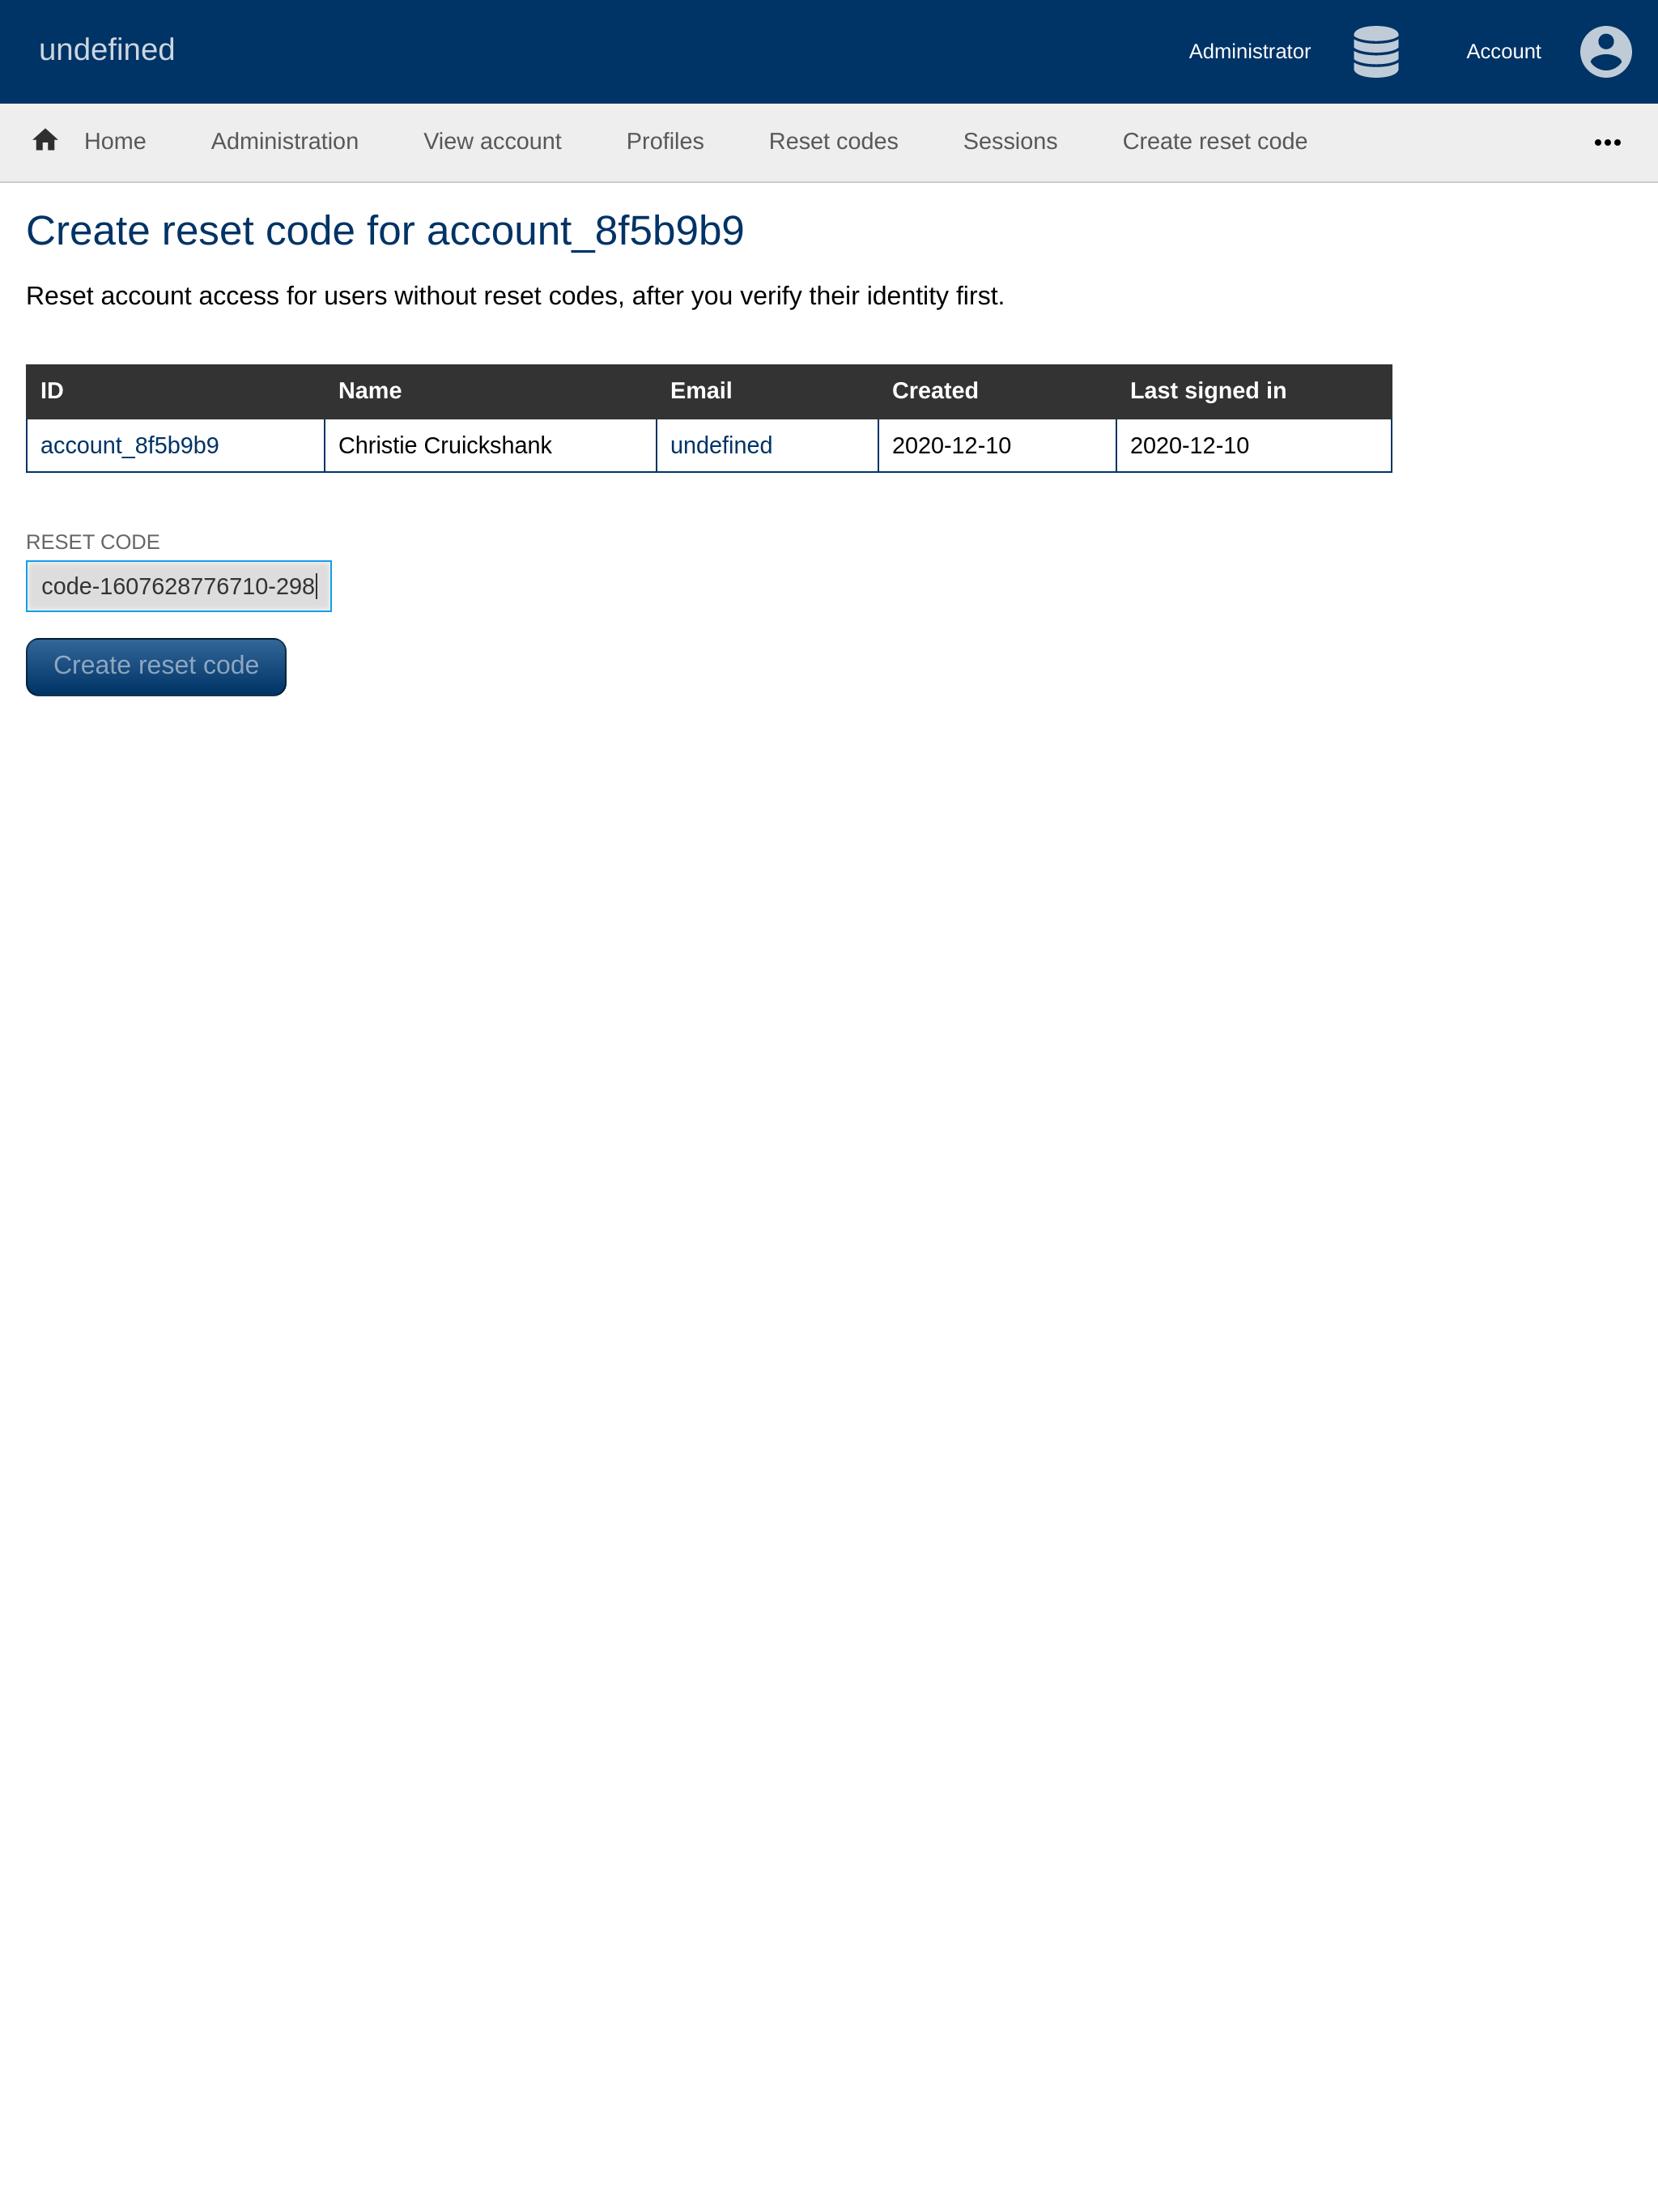 undefined
Administrator
Account
Home Administration View account Profiles Reset codes Sessions Create reset code
Create reset code for account_8f5b9b9
Reset account access for users without reset codes, after you verify their identity first.
ID Name Email Created Last signed in
account_8f5b9b9 Christie Cruickshank undefined 2020-12-10 2020-12-10
RESET CODE
code-1607628776710-298
Create reset code